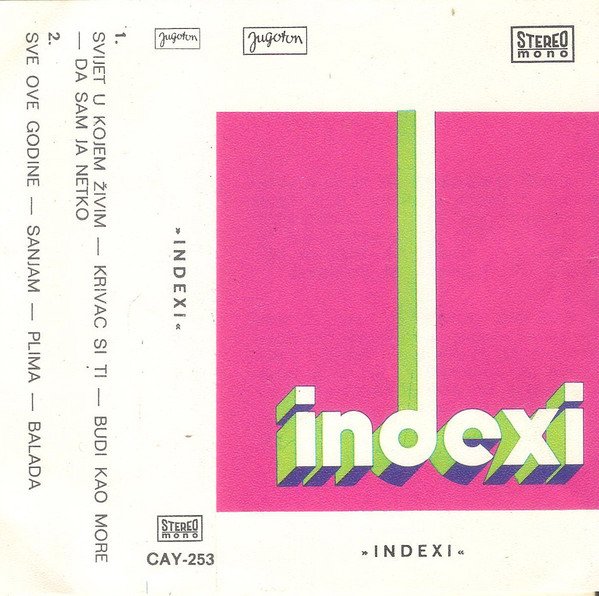 1.
SVIJET U KOJEM ŽIVIM — KRIVAC SI TI — BUDI KAO MORE
— DA SAM JA NETKO
2.
SVE OVE GODINE — SANJAM — PLIMA — BALADA
Jugoton
»INDEXI«
STEREO
mono
CAY-253
Jugoton
STEREO
mono
indexi
»INDEXI«